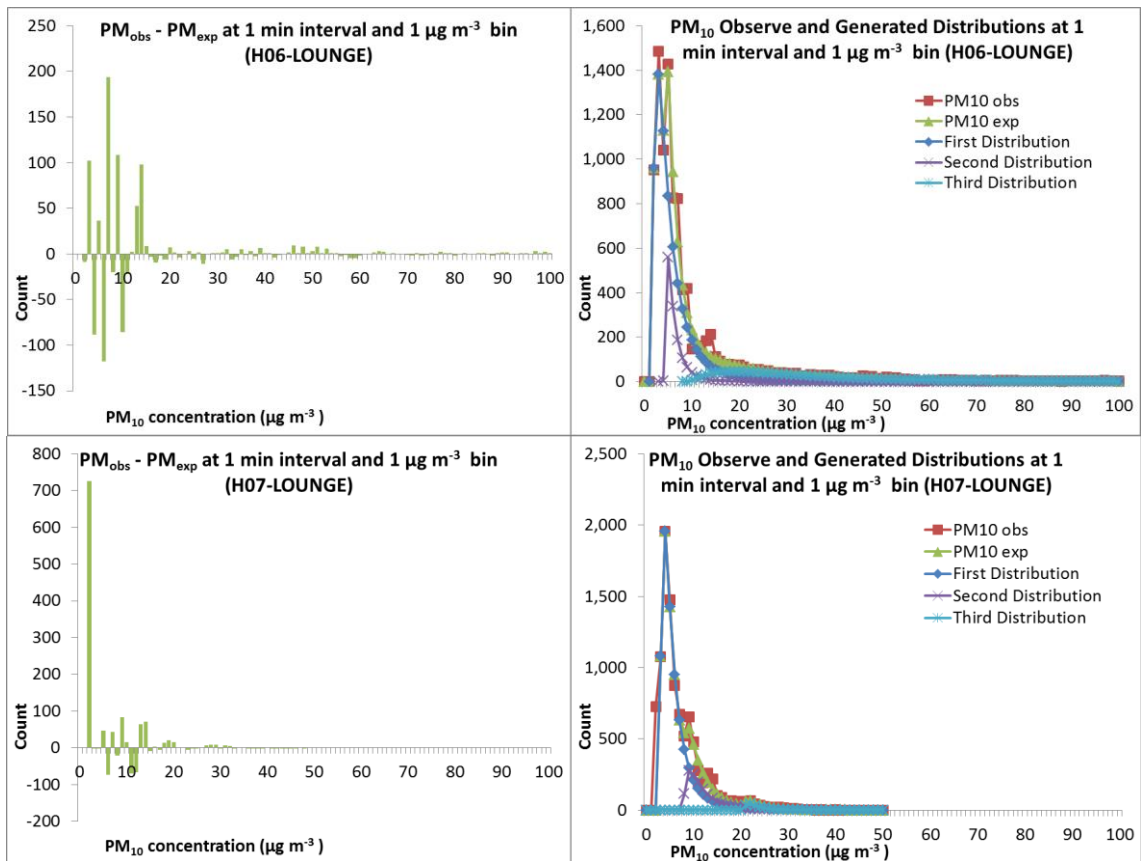 PMobs - PMexp at 1 min interval and 1 µg m-3 bin
(H06-LOUNGE)
250
200
150
100
50
0
-50
-100
-150
Count
0 10 20 30 40 50 60 70 80 90 100
PM10 concentration (µg m-3 )
PM10 Observe and Generated Distributions at 1
min interval and 1 µg m-3 bin (H06-LOUNGE)
1,600
1,400
1,200
1,000
800
600
400
200
0
Count
PM10 obs
PM10 exp
First Distribution
Second Distribution
Third Distribution
0 10 20 30 40 50 60 70 80 90 100
PM10 concentration (µg m-3 )
PMobs - PMexp at 1 min interval and 1 µg m-3 bin
(H07-LOUNGE)
800
700
600
500
400
300
200
100
0
-100
-200
Count
0 10 20 30 40 50 60 70 80 90 100
PM10 concentration (µg m-3 )
PM10 Observe and Generated Distributions at 1
min interval and 1 µg m-3 bin (H07-LOUNGE)
2,500
2,000
1,500
1,000
500
0
Count
PM10 obs
PM10 exp
First Distribution
Second Distribution
Third Distribution
0 10 20 30 40 50 60 70 80 90 100
PM10 concentration (µg m-3 )